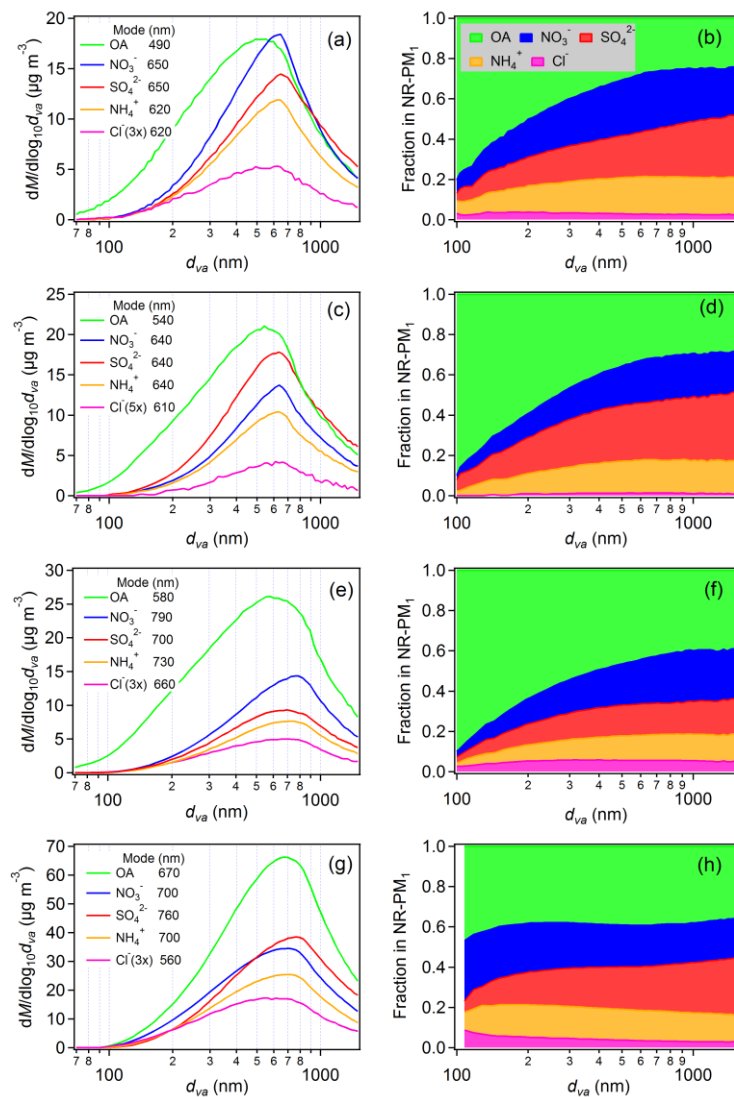 (a)
Mode (nm)
OA 490
NO₃⁻ 650
SO₄²⁻ 650
NH₄⁺ 620
Cl⁻(3x) 620
20
15
10
5
0
dM/dlog₁₀dva (µg m⁻³)
7 8 100 2 3 4 5 6 7 8 1000
dva (nm)
(b)
OA NO₃⁻ SO₄²⁻
NH₄⁺ Cl⁻
1.0
0.8
0.6
0.4
0.2
0.0
Fraction in NR-PM₁
100 2 3 4 5 6 7 8 9 1000
dva (nm)
(c)
Mode (nm)
OA 540
NO₃⁻ 640
SO₄²⁻ 640
NH₄⁺ 640
Cl⁻(5x) 610
25
20
15
10
5
0
dM/dlog₁₀dva (µg m⁻³)
7 8 100 2 3 4 5 6 7 8 1000
dva (nm)
(d)
1.0
0.8
0.6
0.4
0.2
0.0
Fraction in NR-PM₁
100 2 3 4 5 6 7 8 9 1000
dva (nm)
(e)
Mode (nm)
OA 580
NO₃⁻ 790
SO₄²⁻ 700
NH₄⁺ 730
Cl⁻(3x) 660
30
25
20
15
10
5
0
dM/dlog₁₀dva (µg m⁻³)
7 8 100 2 3 4 5 6 7 8 1000
dva (nm)
(f)
1.0
0.8
0.6
0.4
0.2
0.0
Fraction in NR-PM₁
100 2 3 4 5 6 7 8 9 1000
dva (nm)
(g)
Mode (nm)
OA 670
NO₃⁻ 700
SO₄²⁻ 760
NH₄⁺ 700
Cl⁻(3x) 560
70
60
50
40
30
20
10
0
dM/dlog₁₀dva (µg m⁻³)
7 8 100 2 3 4 5 6 7 8 1000
dva (nm)
(h)
1.0
0.8
0.6
0.4
0.2
0.0
Fraction in NR-PM₁
100 2 3 4 5 6 7 8 9 1000
dva (nm)